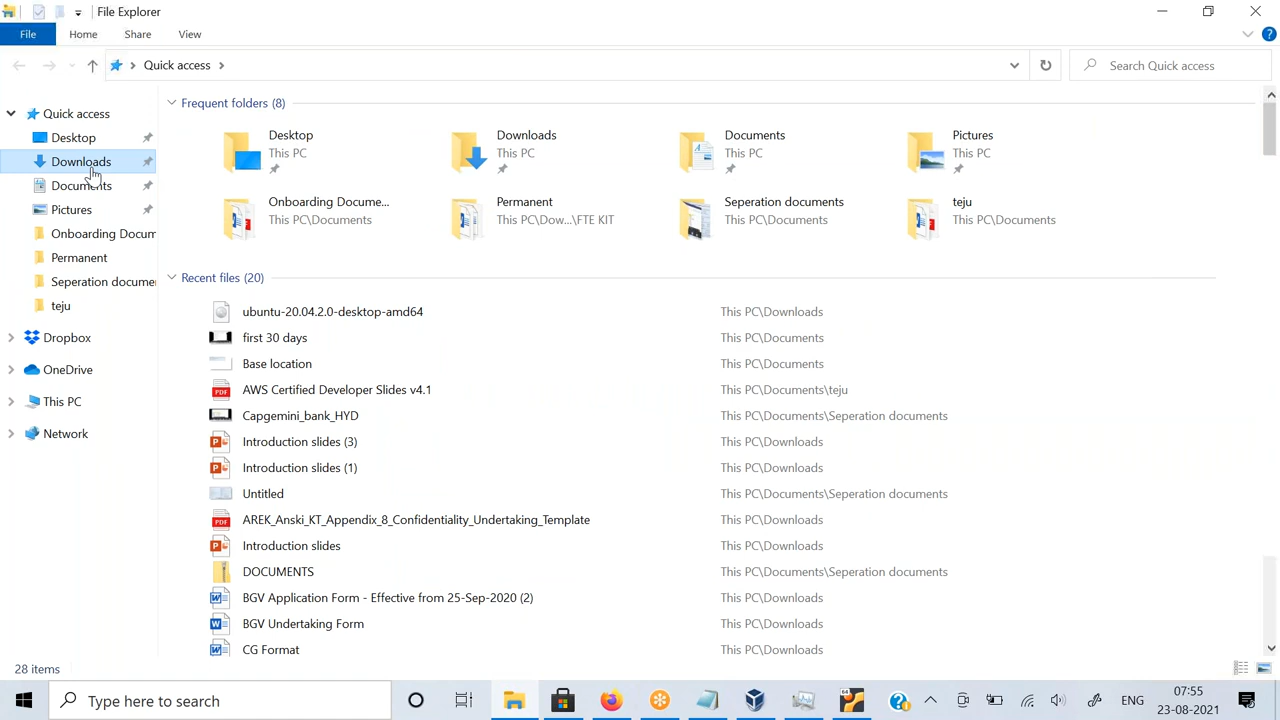 File Explorer
File Home Share View
Quick access
Search Quick access
Quick access
Desktop
Downloads
Documents
Pictures
Onboarding Docum
Permanent
Seperation docume
teju
Dropbox
OneDrive
This PC
Network
Frequent folders (8)
Desktop
This PC
Downloads
This PC
Documents
This PC
Pictures
This PC
Onboarding Docume...
This PC\Documents
Permanent
This PC\Dow...\FTE KIT
Seperation documents
This PC\Documents
teju
This PC\Documents
Recent files (20)
ubuntu-20.04.2.0-desktop-amd64 This PC\Downloads
first 30 days This PC\Documents
Base location This PC\Documents
AWS Certified Developer Slides v4.1 This PC\Documents\teju
Capgemini_bank_HYD This PC\Documents\Seperation documents
Introduction slides (3) This PC\Downloads
Introduction slides (1) This PC\Downloads
Untitled This PC\Documents\Seperation documents
AREK_Anski_KT_Appendix_8_Confidentiality_Undertaking_Template This PC\Downloads
Introduction slides This PC\Downloads
DOCUMENTS This PC\Documents\Seperation documents
BGV Application Form - Effective from 25-Sep-2020 (2) This PC\Downloads
BGV Undertaking Form This PC\Downloads
CG Format This PC\Downloads
28 items
Type here to search
ENG
07:55
23-08-2021